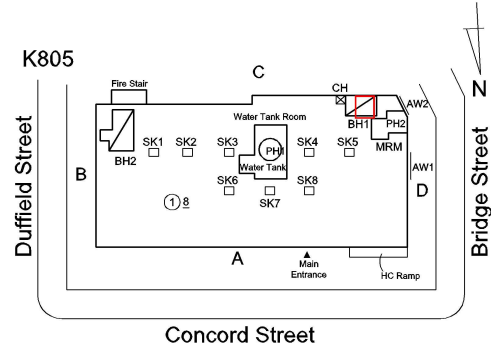 K805
N
Duffield Street
Bridge Street
Concord Street
Fire Stair
C
CH
AW2
BH1
PH2
MRM
BH2
Water Tank Room
PH1
Water Tank
SK1
SK2
SK3
SK4
SK5
AW1
B
D
SK6
SK7
SK8
1 8
A
Main
Entrance
HC Ramp